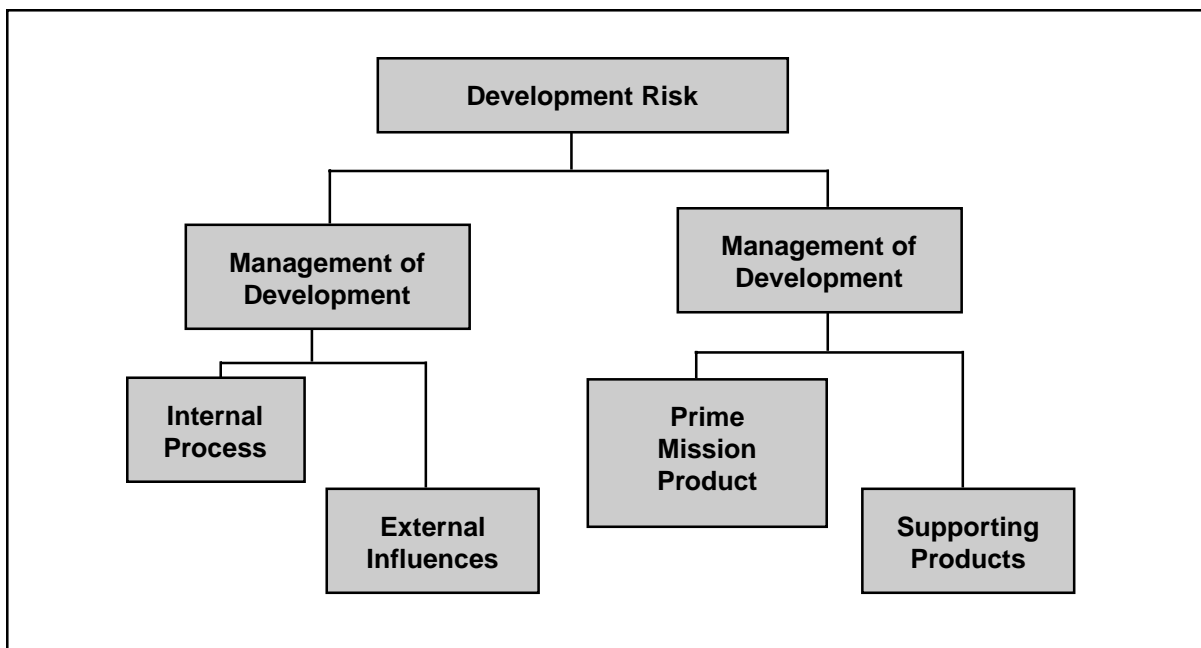 Development Risk
Management of
Development
Management of
Development
Internal
Process
External
Influences
Prime
Mission
Product
Supporting
Products